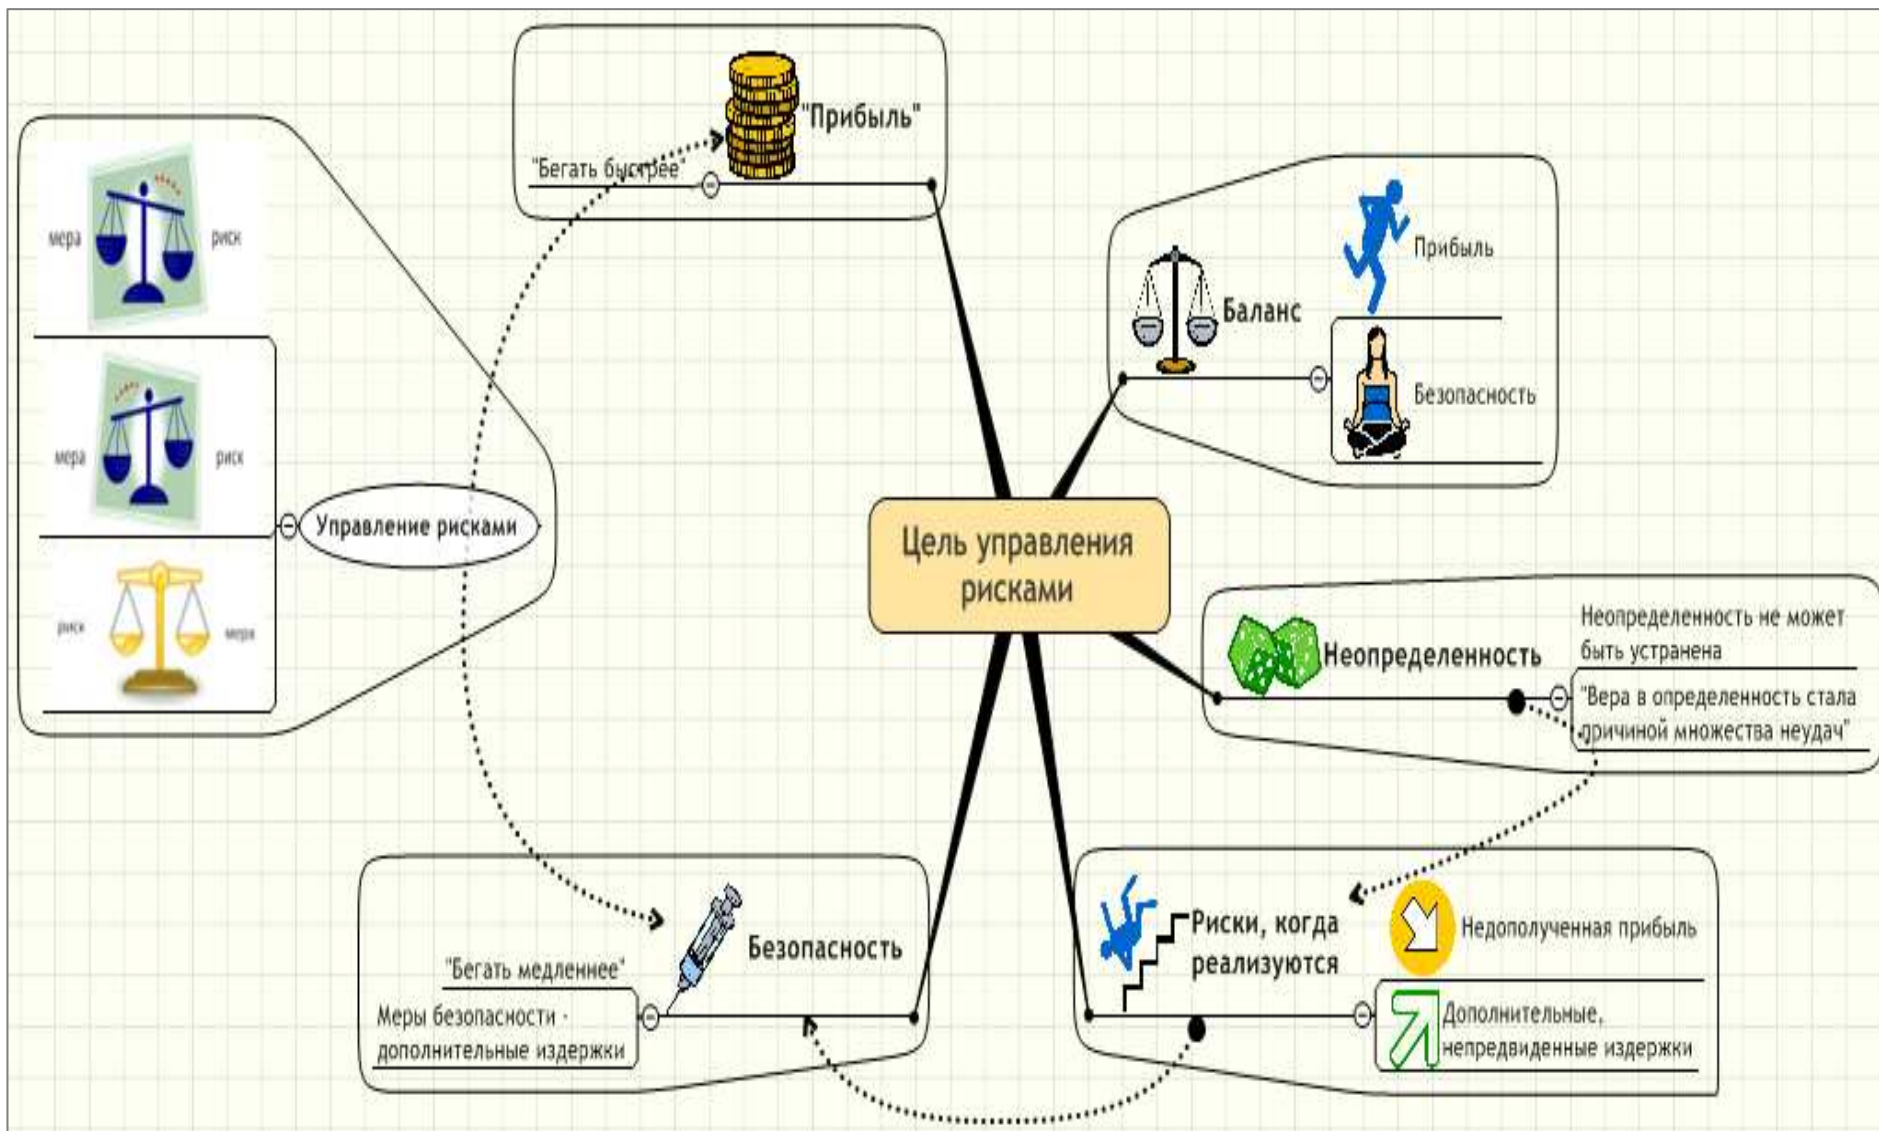 "Прибыль"
"Бегать быстрее"
мера
риск
мера
риск
риск
мера
Управление рисками
Баланс
Прибыль
Безопасность
Цель управления
рисками
Неопределенность
Неопределенность не может
быть устранена
"Вера в определенность стала
причиной множества неудач"
Безопасность
"Бегать медленнее"
Меры безопасности -
дополнительные издержки
Риски, когда
реализуются
Недополученная прибыль
Дополнительные,
непредвиденные издержки